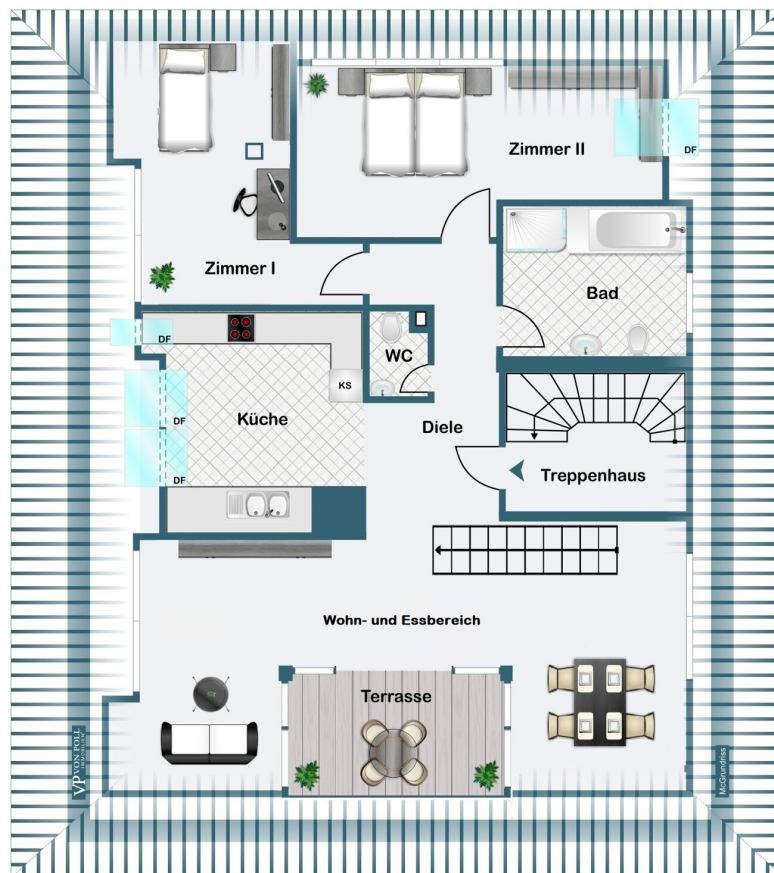 Zimmer II
DF
Zimmer I
Bad
DF
WC
KS
Küche
DF
Diele
DF
Treppenhaus
Wohn- und Essbereich
Terrasse
VP VON POLL
McGrundriss